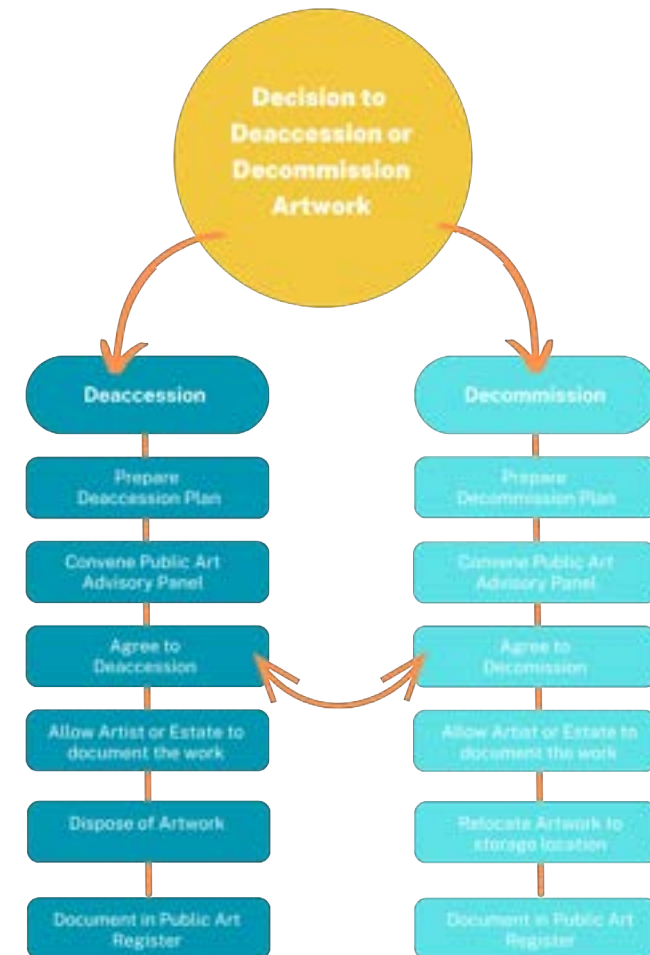 Decision to
Deaccession or
Decommission
Artwork
Deaccession
Prepare
Deaccession Plan
Convene Public Art
Advisory Panel
Agree to
Deaccession
Allow Artist or Estate to
document the work
Dispose of Artwork
Document in Public Art
Register
Decommission
Prepare
Decommission Plan
Convene Public Art
Advisory Panel
Agree to
Decomission
Allow Artist or Estate to
document the work
Relocate Artwork to
storage location
Document in Public Art
Register